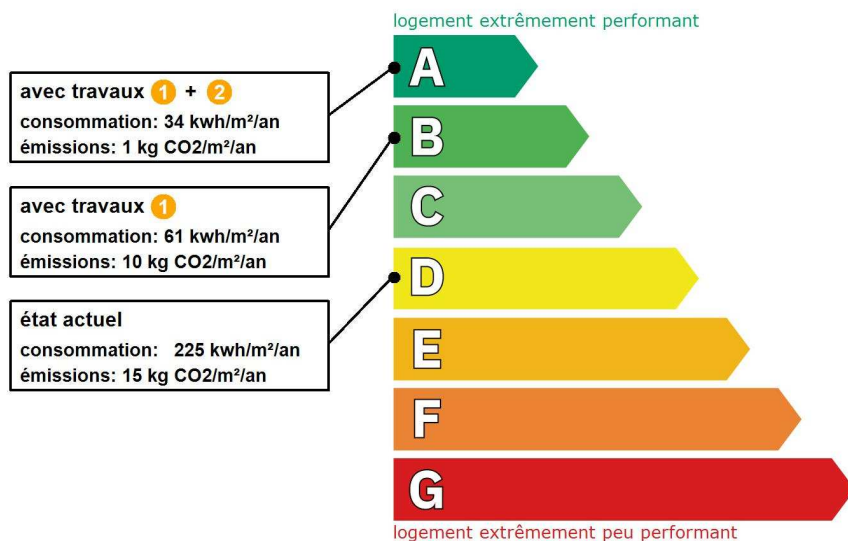 logement extrêmement performant
A
avec travaux 1 + 2
consommation: 34 kwh/m²/an
émissions: 1 kg CO2/m²/an
B
avec travaux 1
consommation: 61 kwh/m²/an
émissions: 10 kg CO2/m²/an
C
D
état actuel
consommation: 225 kwh/m²/an
émissions: 15 kg CO2/m²/an
E
F
G
logement extrêmement peu performant